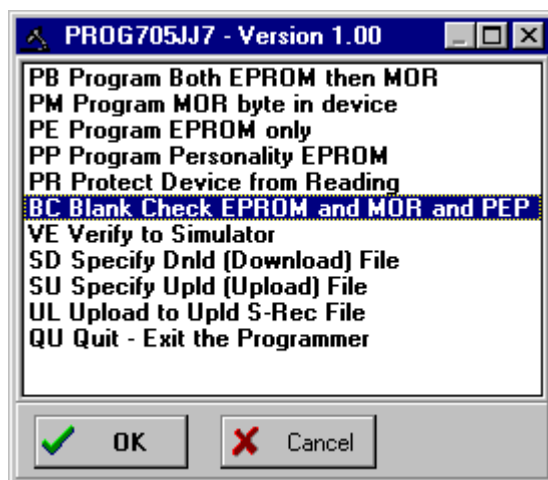 PROG705JJ7 - Version 1.00
PB Program Both EPROM then MOR
PM Program MOR byte in device
PE Program EPROM only
PP Program Personality EPROM
PR Protect Device from Reading
BC Blank Check EPROM and MOR and PEP
VE Verify to Simulator
SD Specify Dnld (Download) File
SU Specify Upld (Upload) File
UL Upload to Upld S-Rec File
QU Quit - Exit the Programmer
OK
Cancel